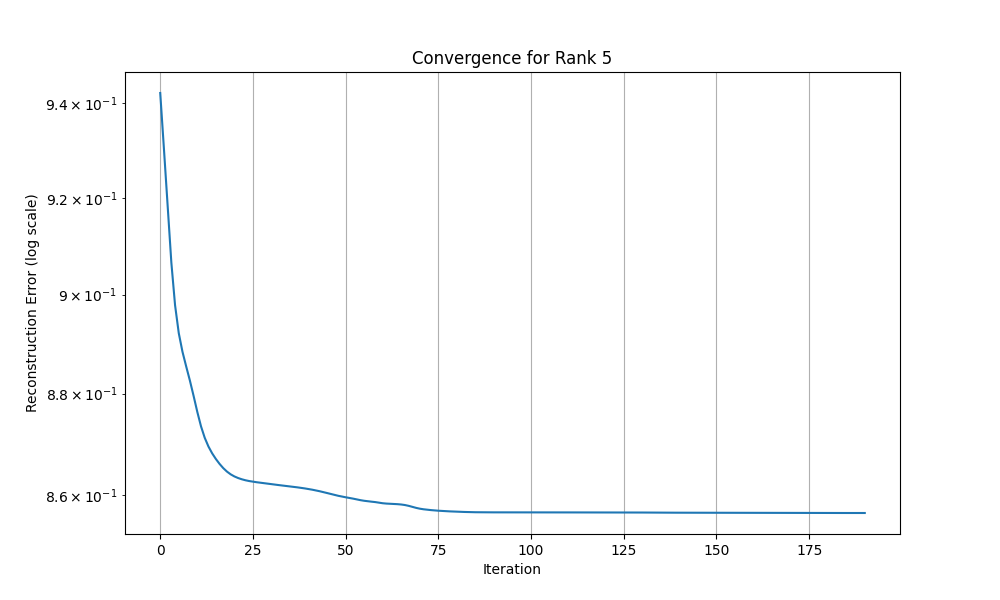 Convergence for Rank 5
Reconstruction Error (log scale)
9.4 × 10⁻¹
9.2 × 10⁻¹
9 × 10⁻¹
8.8 × 10⁻¹
8.6 × 10⁻¹
0 25 50 75 100 125 150 175
Iteration